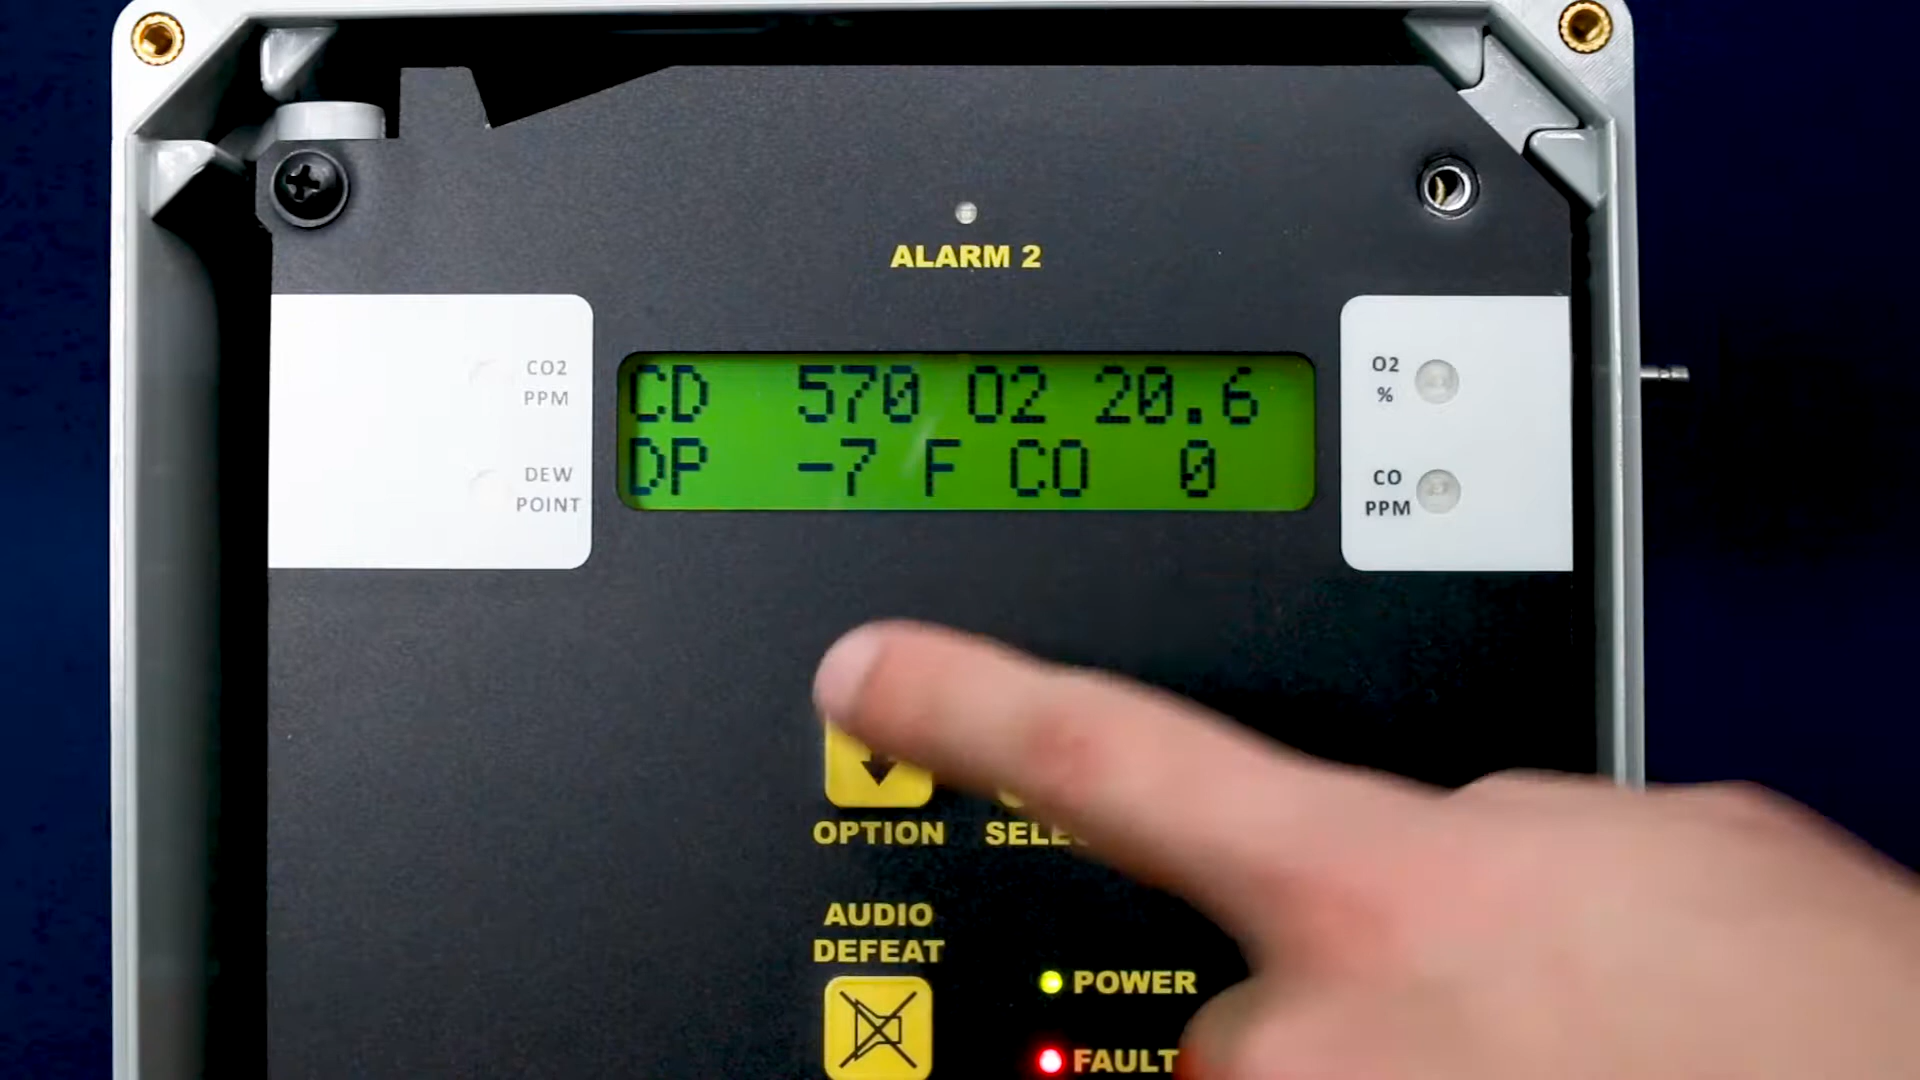 ALARM 2
CO2
PPM
DEW
POINT
CD 570 O2 20.6
DP -7 F CO 0
O2
%
CO
PPM
OPTION
AUDIO
DEFEAT
POWER
FAULT